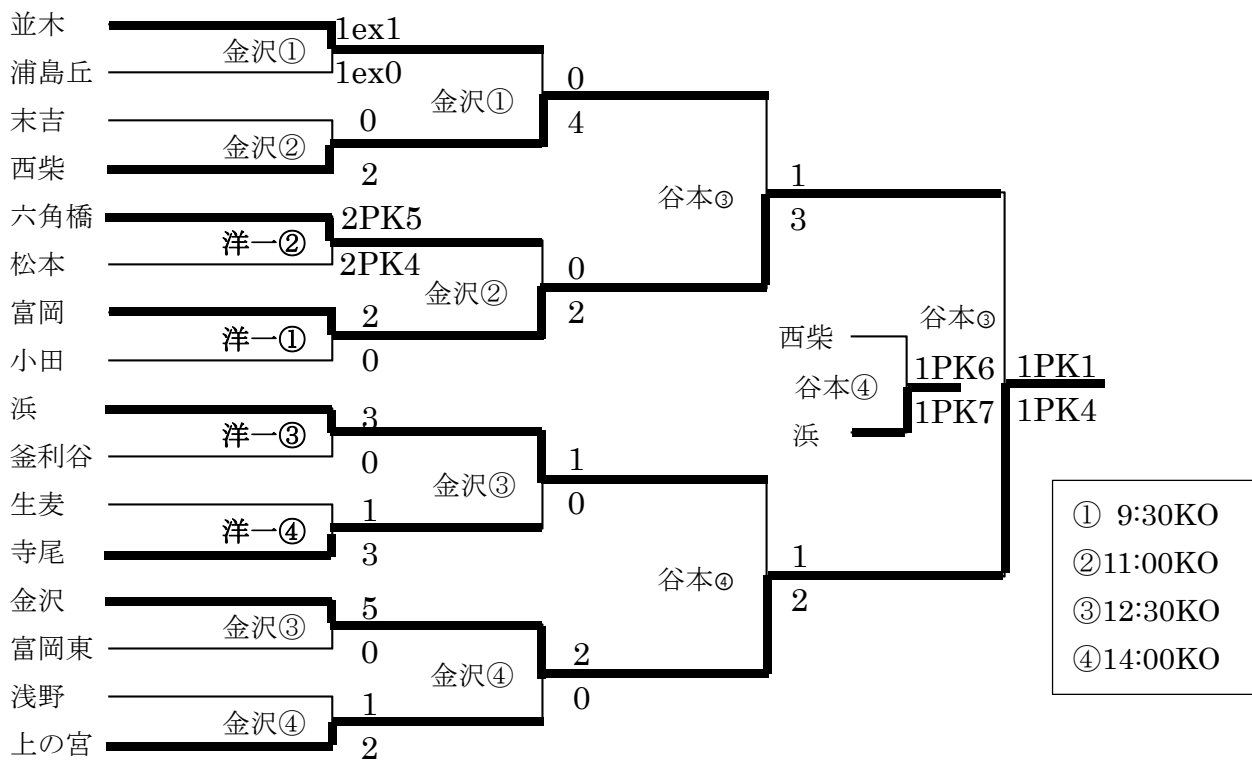 並木
浦島丘
末吉
西柴
六角橋
松本
富岡
小田
浜
釜利谷
生麦
寺尾
金沢
富岡東
浅野
上の宮
金沢①
金沢②
洋一②
洋一①
洋一③
洋一④
金沢③
金沢④
1ex1
1ex0
0
2
2PK5
2PK4
2
0
3
0
1
3
5
0
1
2
金沢①
金沢②
金沢③
金沢④
0
4
0
2
1
0
2
0
谷本③
谷本④
1
3
1
2
西柴
谷本④
浜
1PK6
1PK7
谷本③
1PK1
1PK4
① 9:30KO
②11:00KO
③12:30KO
④14:00KO